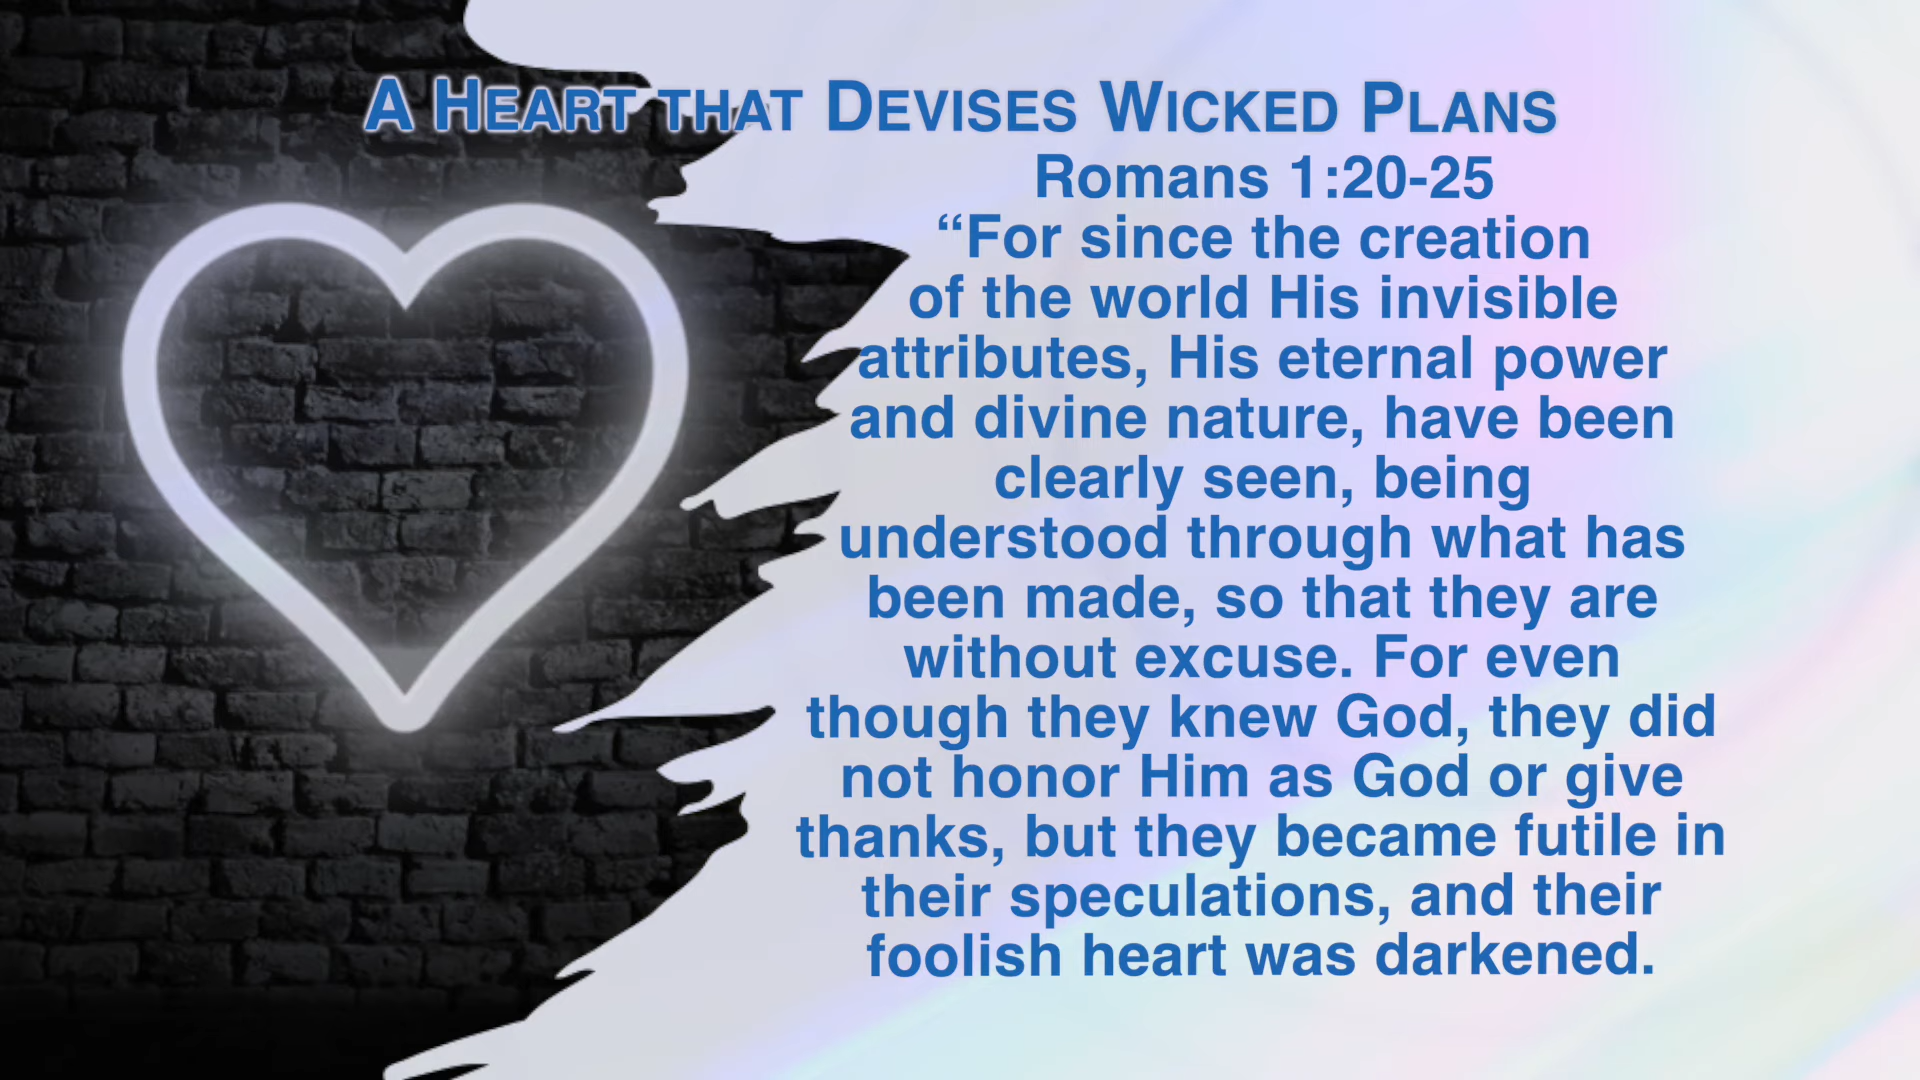 A HEART THAT DEVISES WICKED PLANS
Romans 1:20-25
“For since the creation
of the world His invisible
attributes, His eternal power
and divine nature, have been
clearly seen, being
understood through what has
been made, so that they are
without excuse. For even
though they knew God, they did
not honor Him as God or give
thanks, but they became futile in
their speculations, and their
foolish heart was darkened.